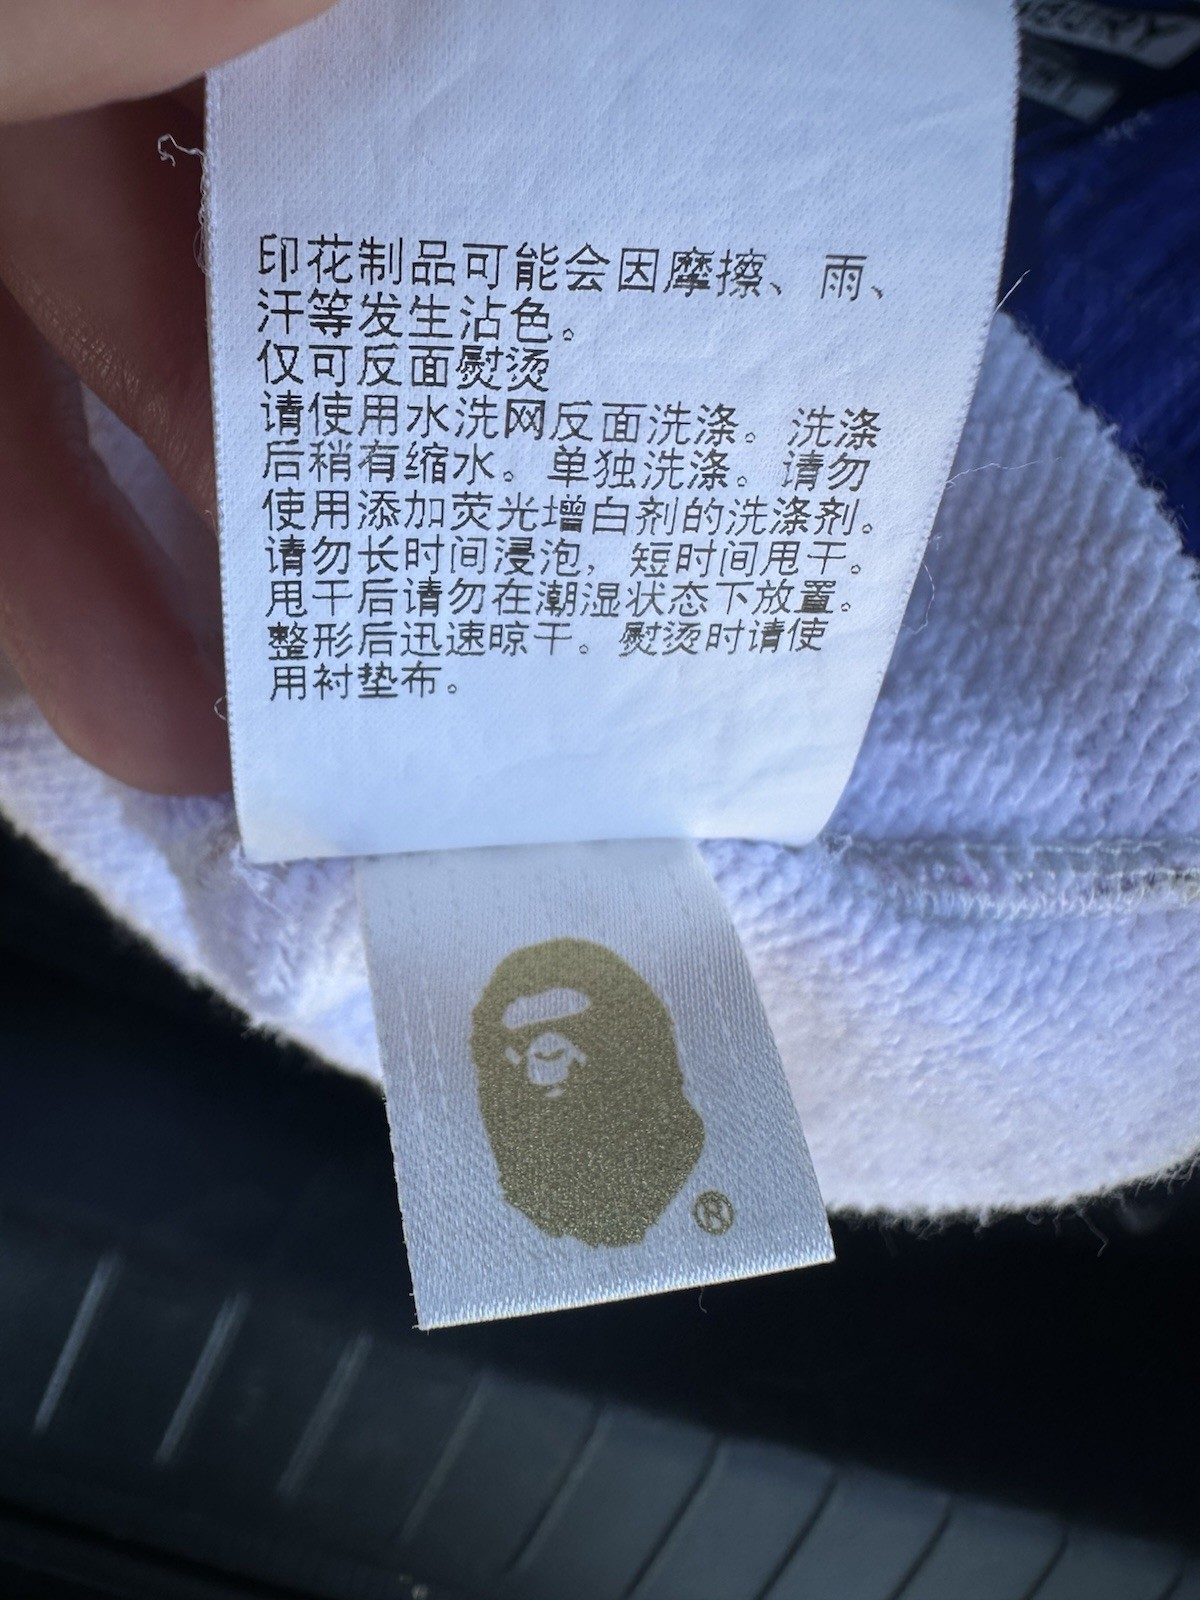 印花制品可能会因摩擦、雨、
汗等发生沾色。
仅可反面熨烫
请使用水洗网反面洗涤。洗涤
后稍有缩水。单独洗涤。请勿
使用添加荧光增白剂的洗涤剂。
请勿长时间浸泡，短时间甩干。
甩干后请勿在潮湿状态下放置。
整形后迅速晾干。熨烫时请使
用衬垫布。
®